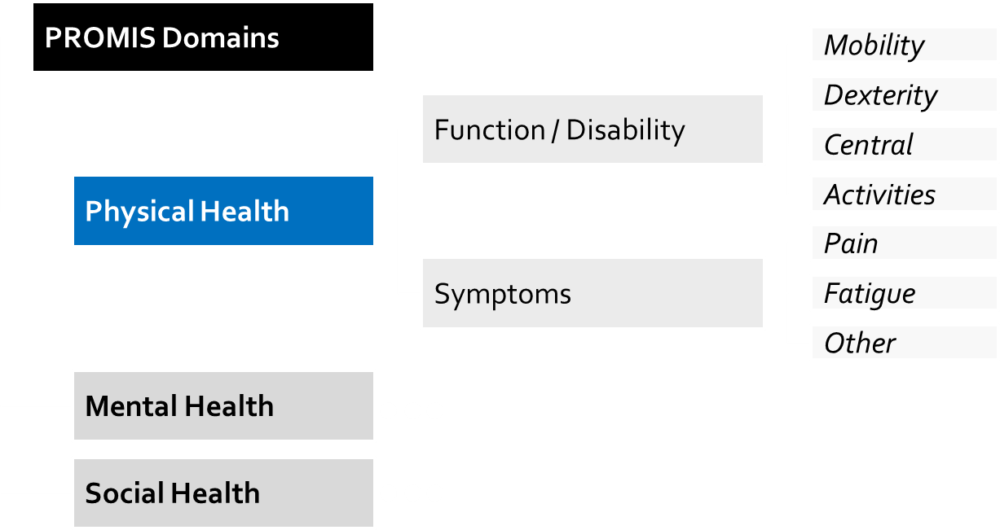 PROMIS Domains
Physical Health
Mental Health
Social Health
Function / Disability
Symptoms
Mobility
Dexterity
Central
Activities
Pain
Fatigue
Other